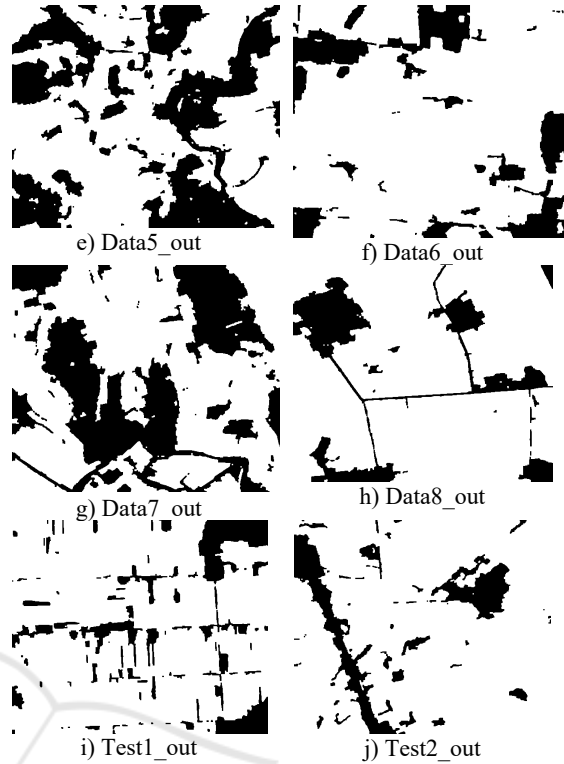 e) Data5_out
f) Data6_out
g) Data7_out
h) Data8_out
i) Test1_out
j) Test2_out